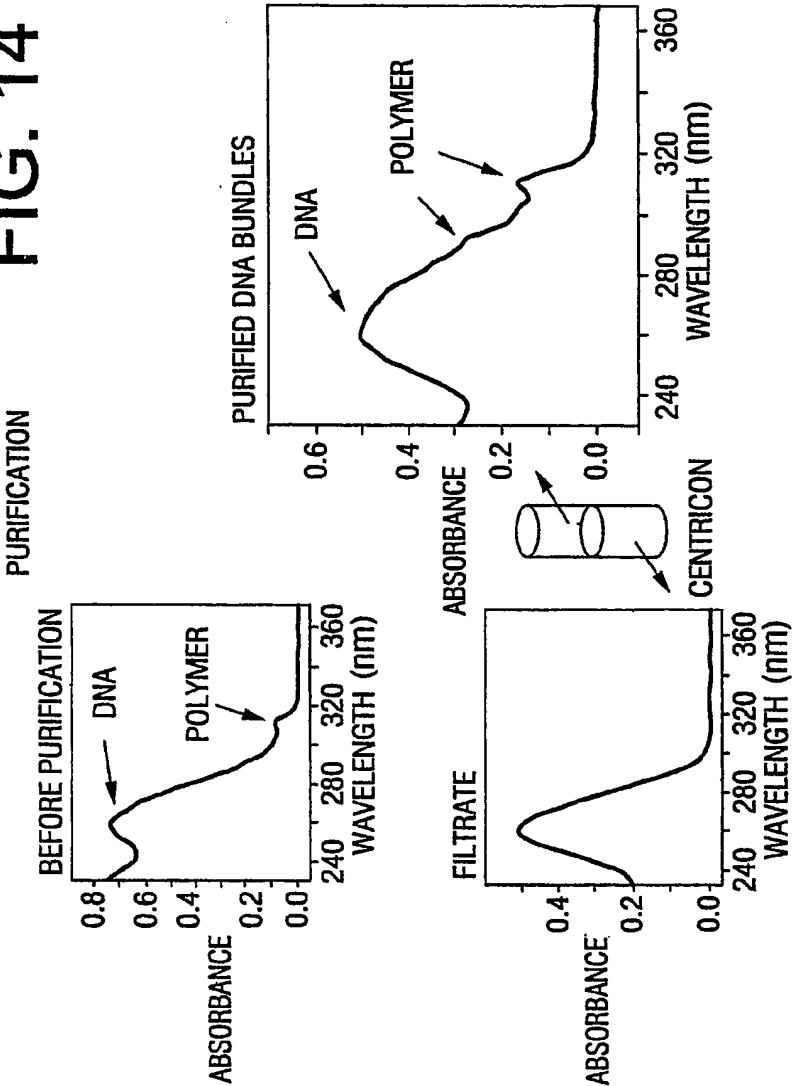 FIG. 14
PURIFICATION
BEFORE PURIFICATION
DNA
POLYMER
ABSORBANCE
0.8
0.6
0.4
0.2
0.0
240 280 320 360
WAVELENGTH (nm)
FILTRATE
ABSORBANCE
0.4
0.2
0.0
240 280 320 360
WAVELENGTH (nm)
CENTRICON
PURIFIED DNA BUNDLES
DNA
POLYMER
ABSORBANCE
0.6
0.4
0.2
0.0
240 280 320 360
WAVELENGTH (nm)